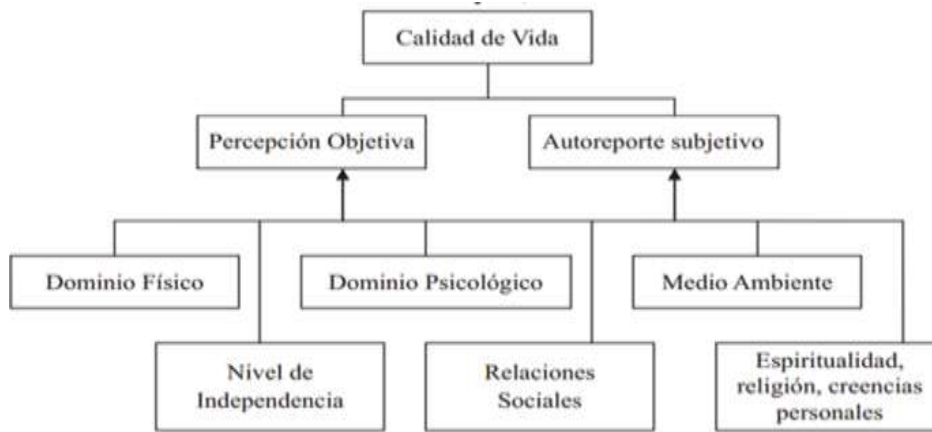 Calidad de Vida
Percepción Objetiva
Autoreporte subjetivo
Dominio Físico
Dominio Psicológico
Medio Ambiente
Nivel de
Independencia
Relaciones
Sociales
Espiritualidad,
religión, creencias
personales